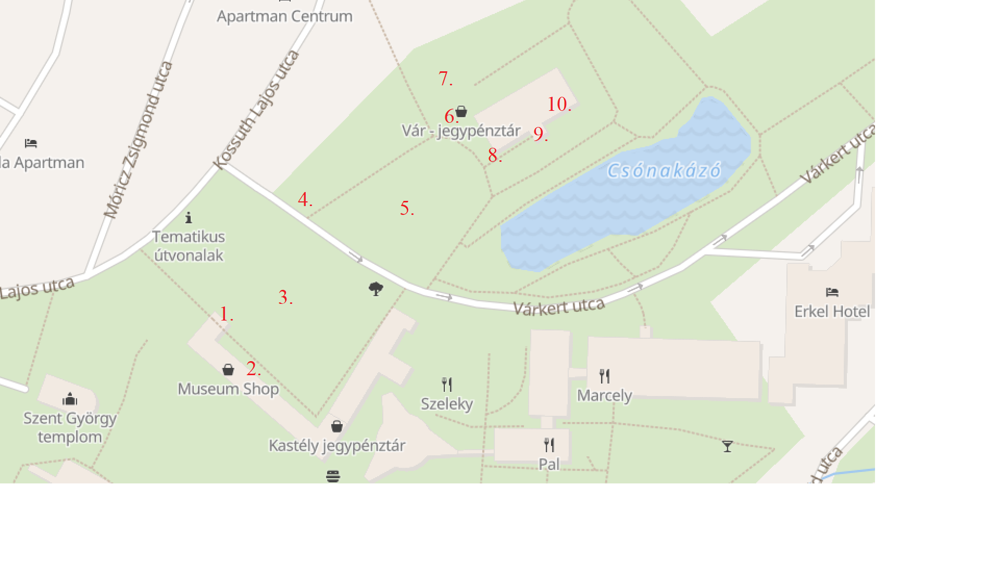 Apartman Centrum
Móricz Zsigmond utca
Kossuth Lajos utca
7.
10.
6.
Vár - jegypénztár
9.
8.
Várkert utca
la Apartman
Csónakázó
4.
5.
Tematikus
útvonalak
Lajos utca
3.
1.
Várkert utca
Erkel Hotel
2.
Museum Shop
Szeleky
Marcely
Szent György
templom
Kastély jegypénztár
Pal
d utca